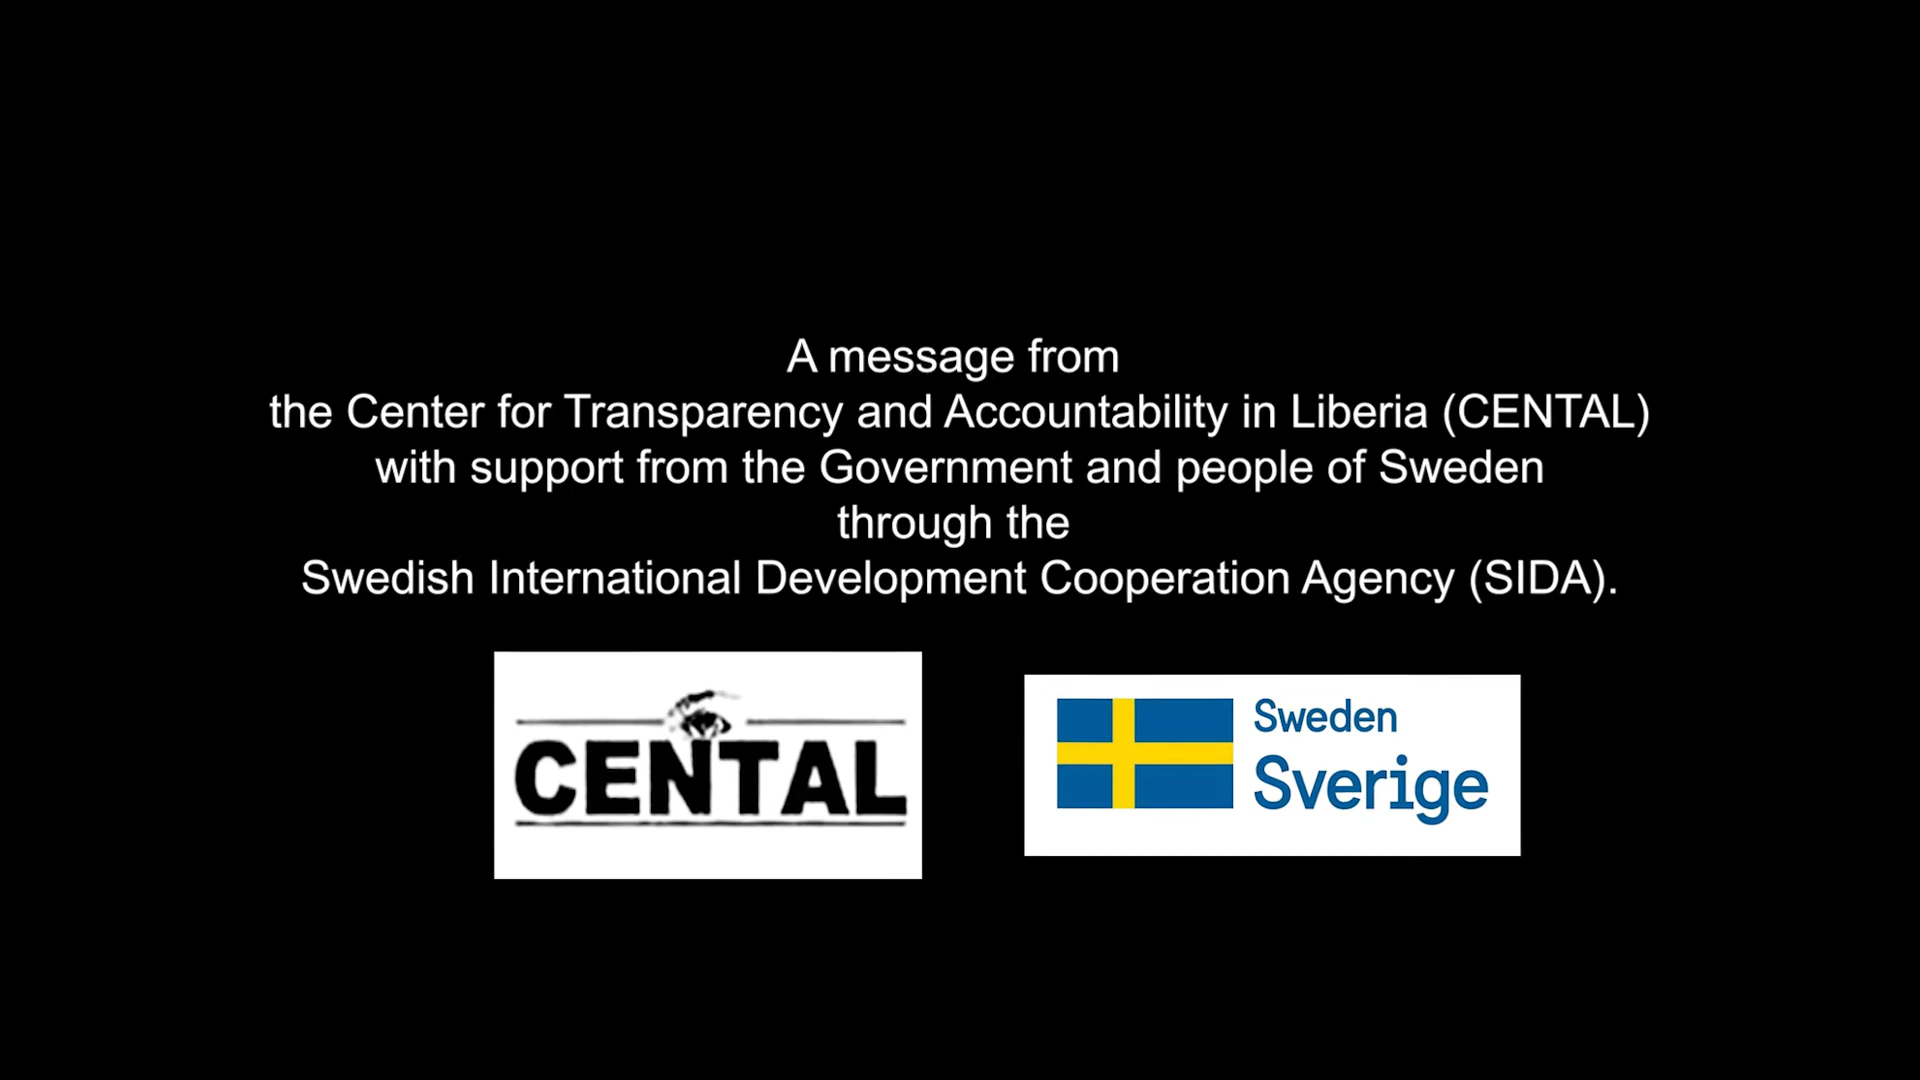 A message from
the Center for Transparency and Accountability in Liberia (CENTAL)
with support from the Government and people of Sweden
through the
Swedish International Development Cooperation Agency (SIDA).
CENTAL
Sweden
Sverige